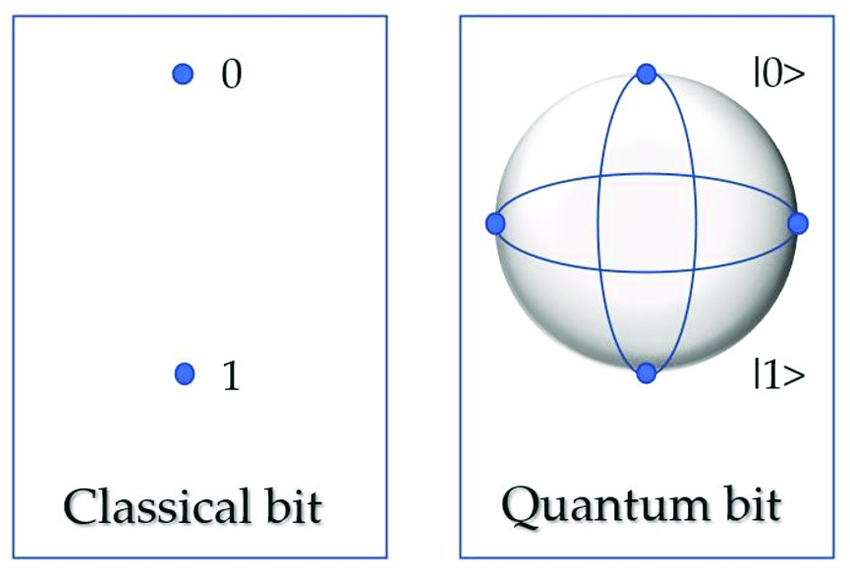 0
1
Classical bit
|0>
|1>
Quantum bit